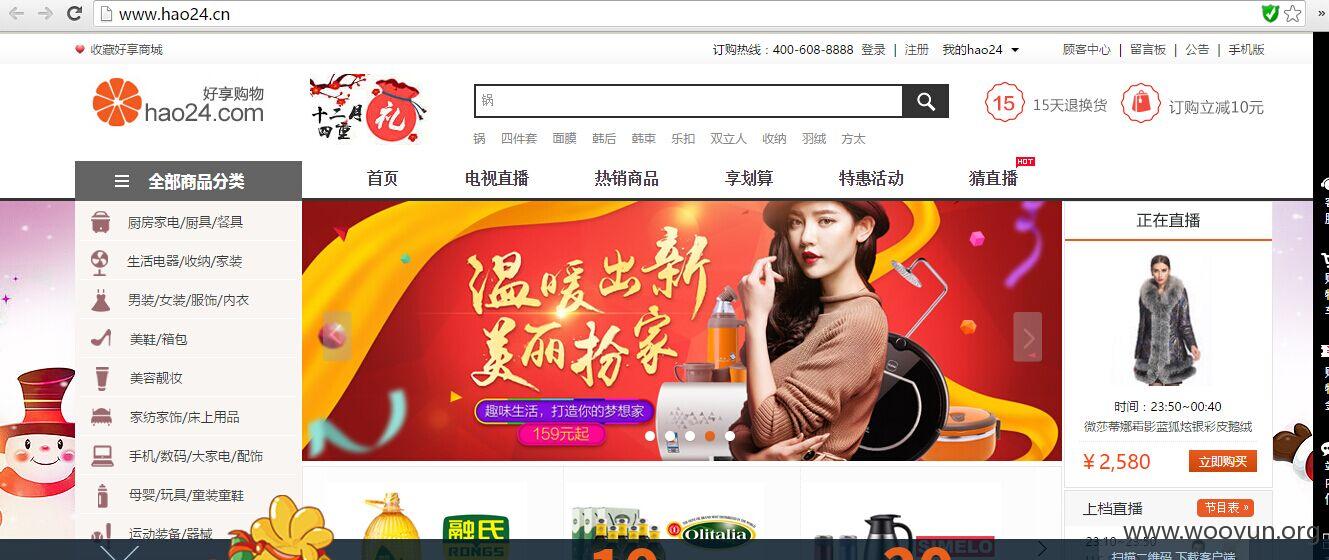 www.hao24.cn
收藏好享商城
订购热线：400-608-8888 登录 | 注册 我的hao24
顾客中心 | 留言板 | 公告 | 手机版
好享购物
hao24.com
十二月
四重
礼
锅
15
15天退换货
订购立减10元
锅 四件套 面膜 韩后 韩束 乐扣 双立人 收纳 羽绒 方太
全部商品分类
首页 电视直播 热销商品 享划算 特惠活动 猜直播
HOT
厨房家电/厨具/餐具
生活电器/收纳/家装
男装/女装/服饰/内衣
美鞋/箱包
美容靓妆
家纺家饰/床上用品
手机/数码/大家电/配饰
母婴/玩具/童装童鞋
运动装备/器械
温暖出新
美丽扮家
趣味生活，打造你的梦想家
159元起
正在直播
时间：23:50~00:40
微莎蒂娜霜影蓝狐炫银彩皮鹅绒
¥ 2,580
立即购买
上档直播
节目表 »
融氏
RONGS
Olitalia
SIMELO
10
20
扫描二维码 下载客户端
www.wooyun.org